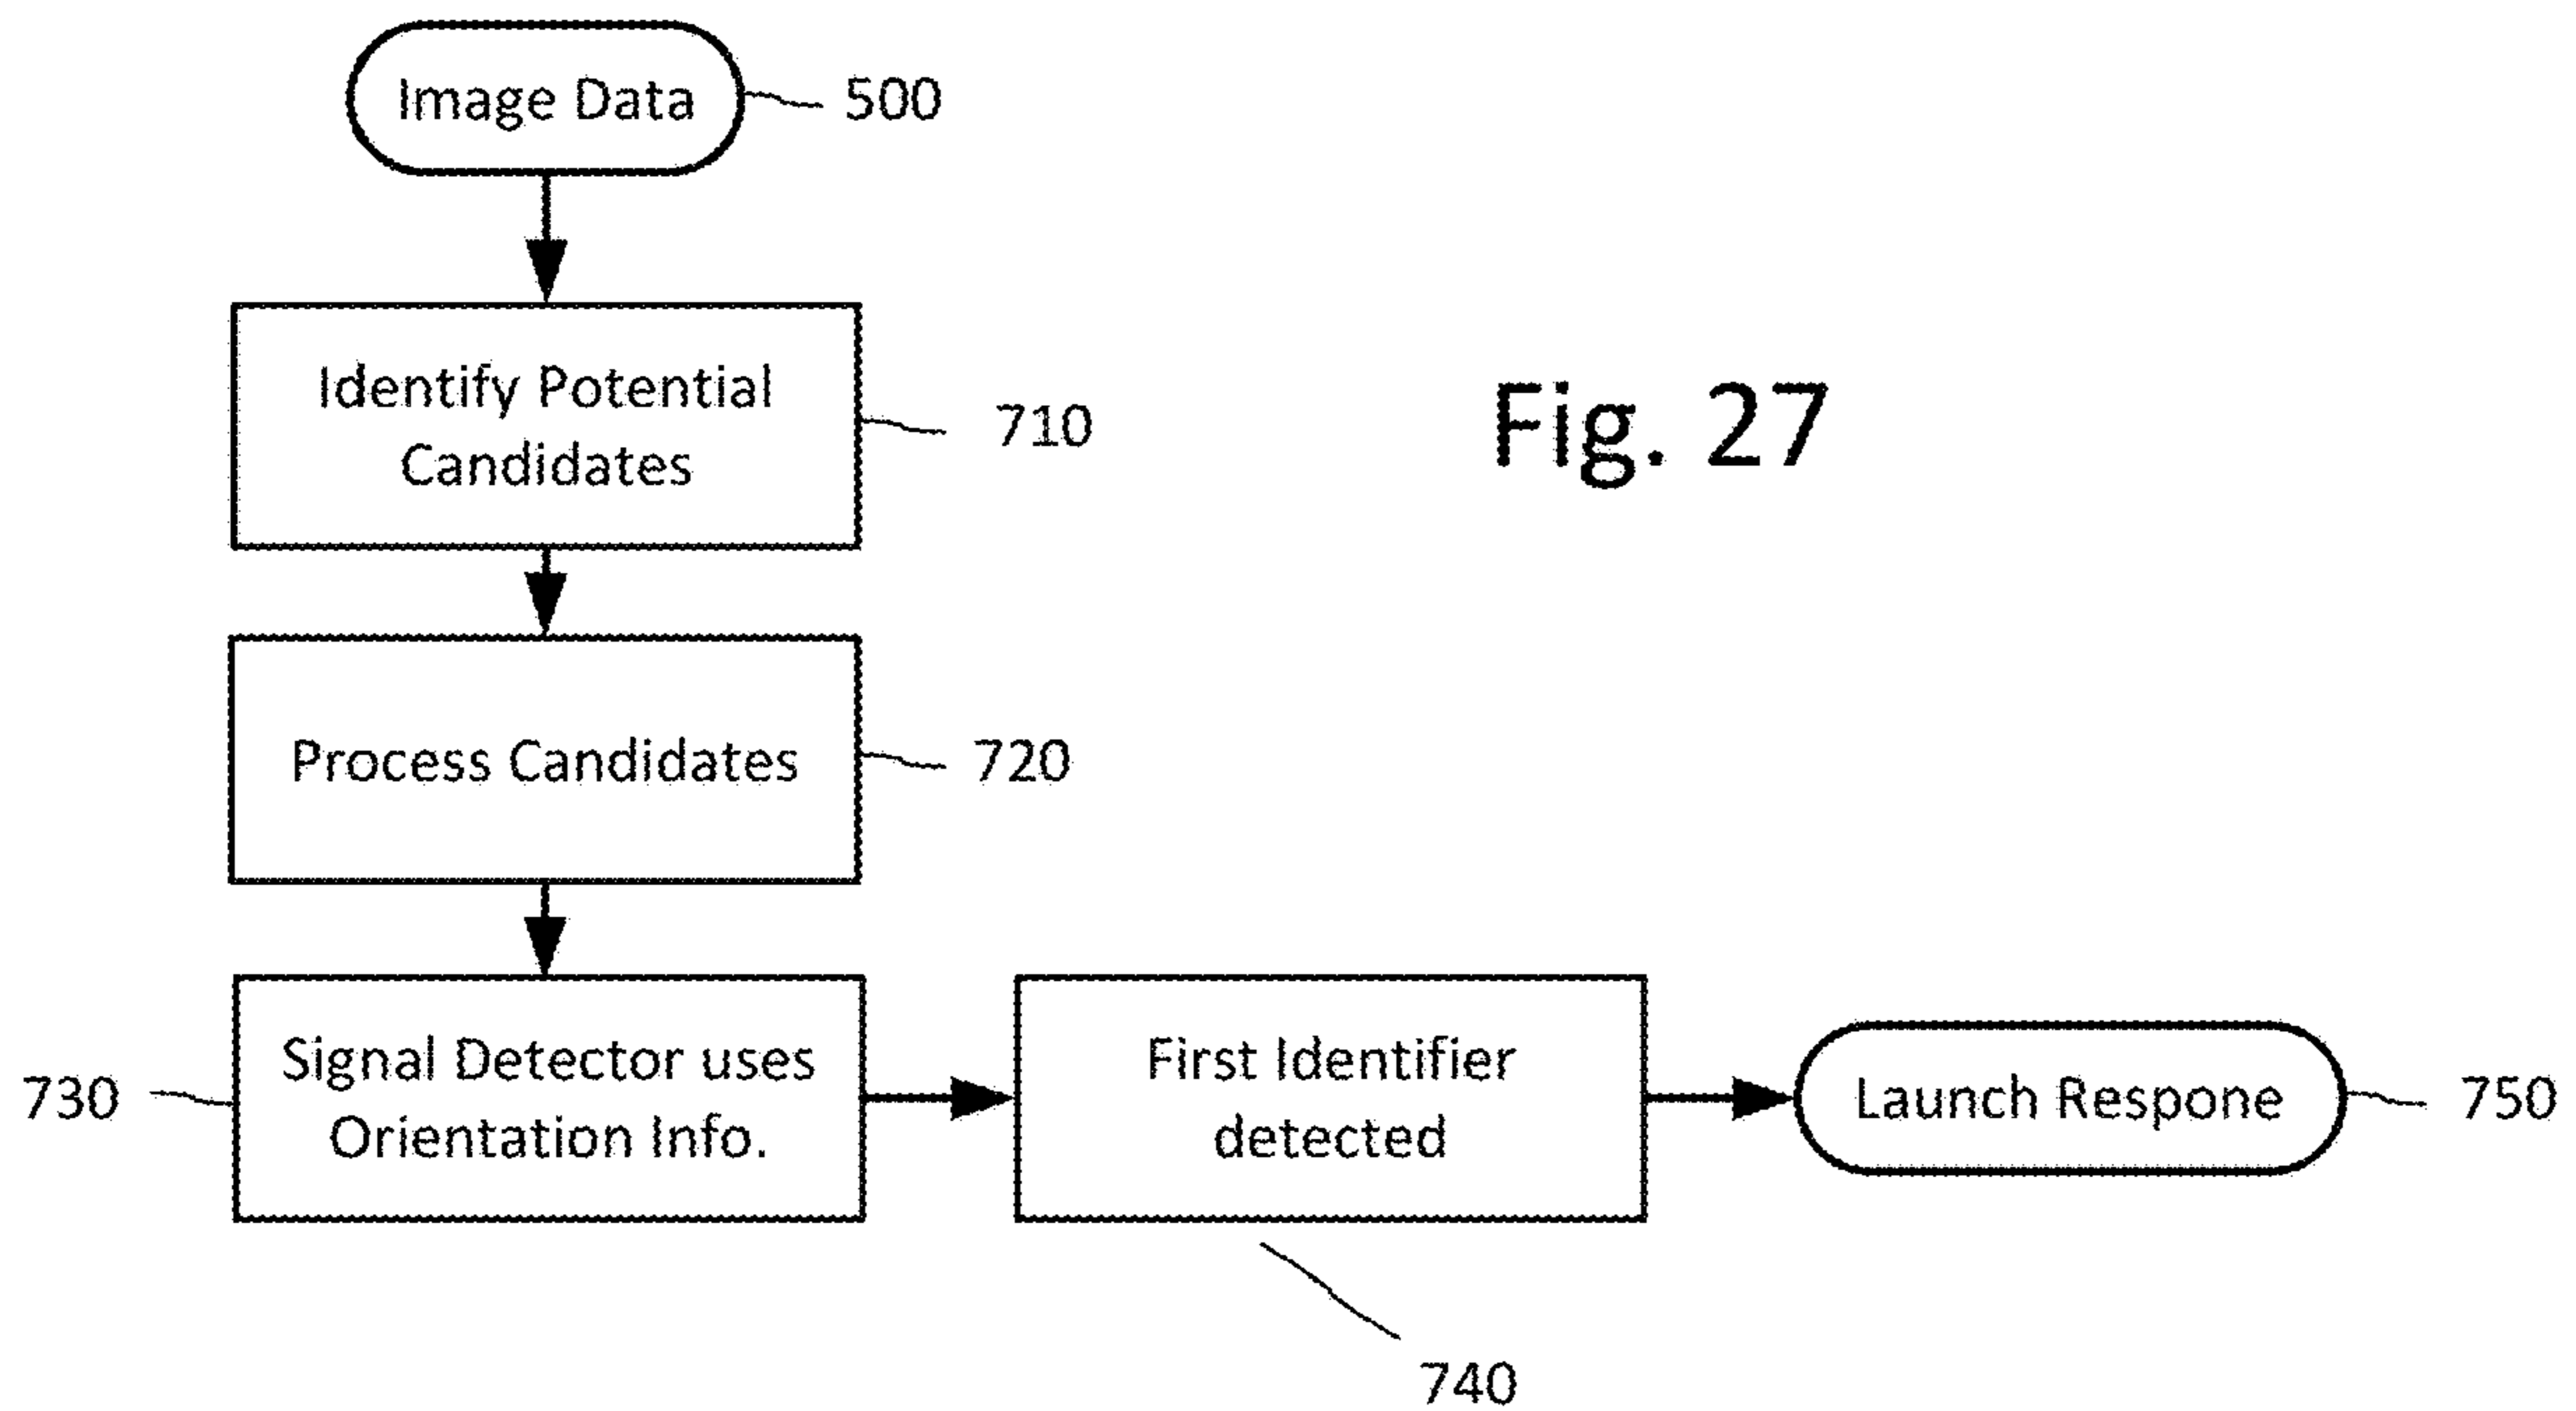 Image Data
500
Identify Potential
Candidates
710
Fig. 27
Process Candidates
720
730
Signal Detector uses
Orientation Info.
First Identifier
detected
Launch Respone
750
740